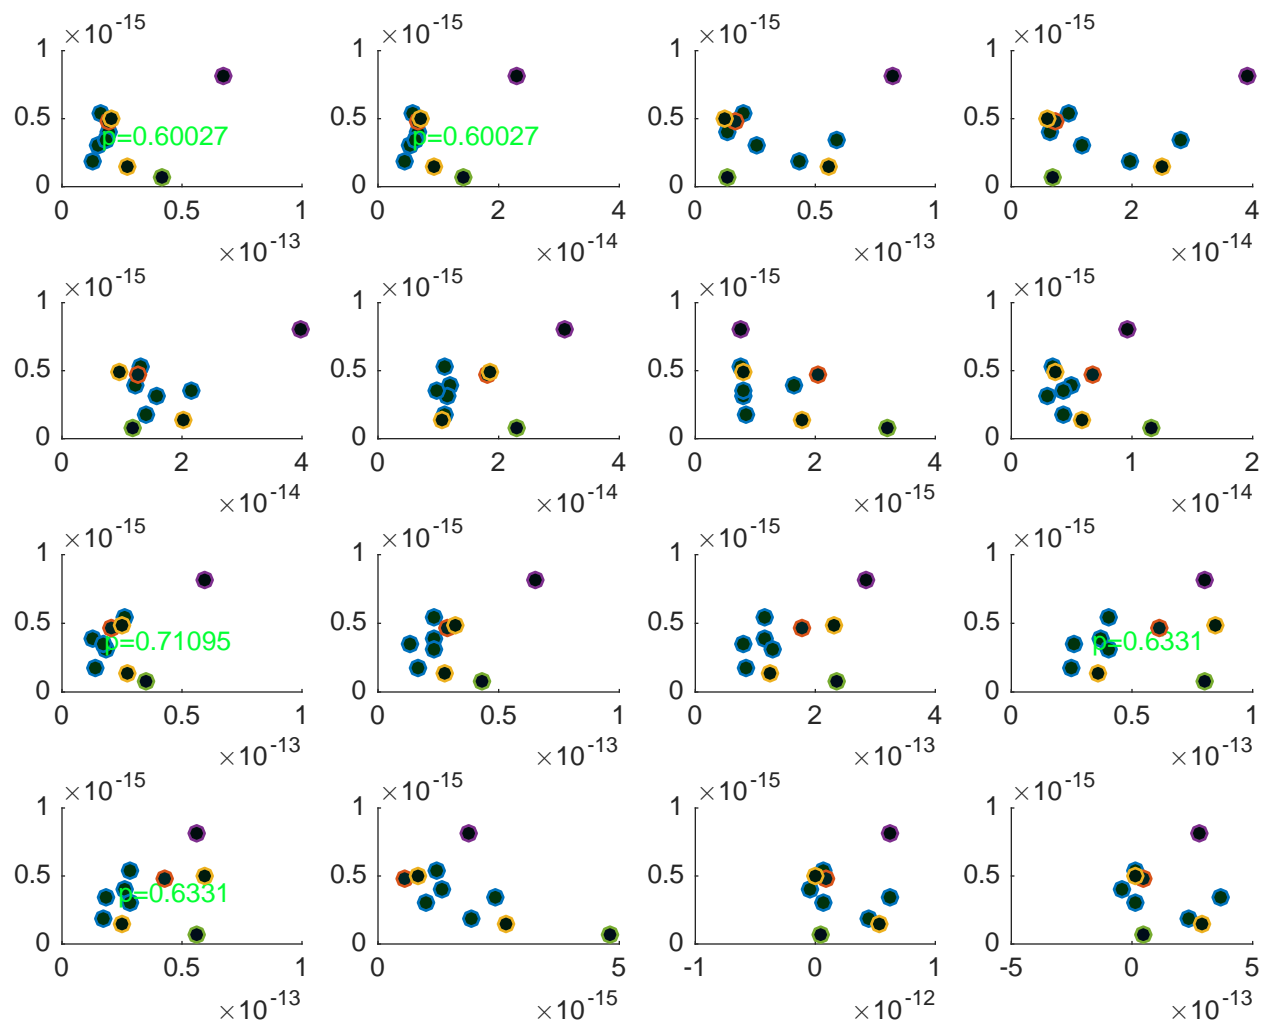 ×10-15 ×10-15 ×10-15 ×10-15
1 1 1 1
0.5 0.5 0.5 0.5
p=0.60027 p=0.60027
0 0 0 0
0 0.5 1 0 2 4 0 0.5 1 0 2 4
×10-13 ×10-14 ×10-13 ×10-14
×10-15 ×10-15 ×10-15 ×10-15
1 1 1 1
0.5 0.5 0.5 0.5
0 0 0 0
0 2 4 0 2 4 0 2 4 0 1 2
×10-14 ×10-14 ×10-15 ×10-14
×10-15 ×10-15 ×10-15 ×10-15
1 1 1 1
0.5 0.5 0.5 0.5
p=0.71095 p=0.6331
0 0 0 0
0 0.5 1 0 0.5 1 0 2 4 0 0.5 1
×10-13 ×10-13 ×10-13 ×10-13
×10-15 ×10-15 ×10-15 ×10-15
1 1 1 1
0.5 0.5 0.5 0.5
p=0.6331
0 0 0 0
0 0.5 1 0 5 -1 0 1 -5 0 5
×10-13 ×10-15 ×10-12 ×10-13